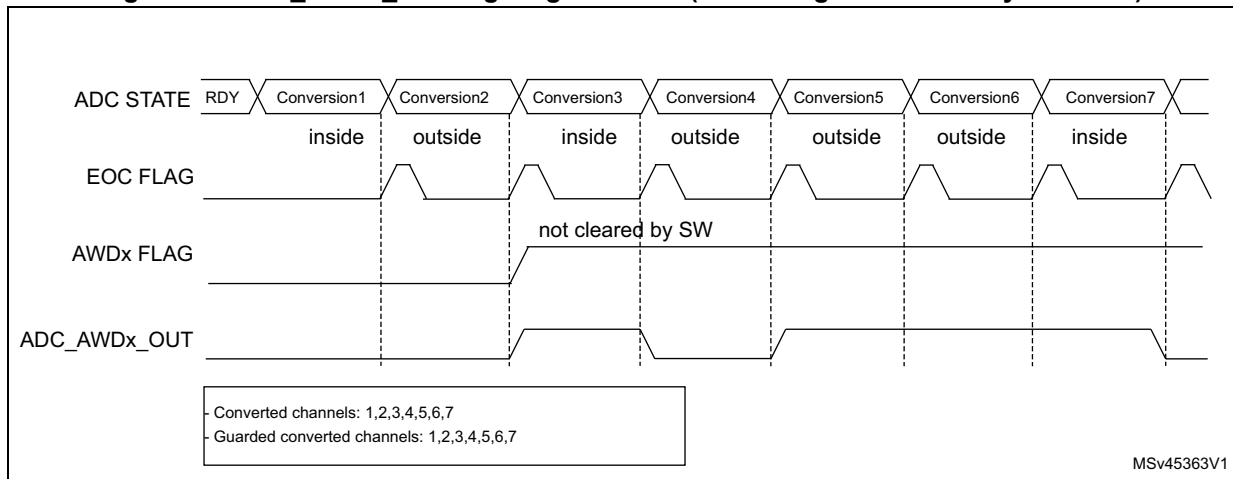 ADC STATE RDY Conversion1 Conversion2 Conversion3 Conversion4 Conversion5 Conversion6 Conversion7
inside outside inside outside outside outside inside
EOC FLAG
not cleared by SW
AWDx FLAG
ADC_AWDx_OUT
- Converted channels: 1,2,3,4,5,6,7
- Guarded converted channels: 1,2,3,4,5,6,7
MSv45363V1